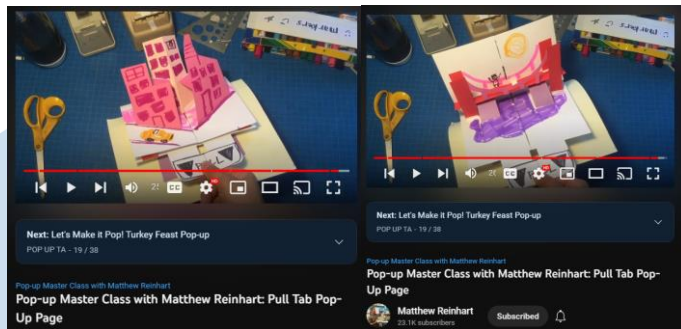 CC
Next: Let's Make it Pop! Turkey Feast Pop-up
POP UP TA - 19 / 38
Pop-up Master Class with Matthew Reinhart
Pop-up Master Class with Matthew Reinhart: Pull Tab Pop-
Up Page
Markers
CC
Next: Let's Make it Pop! Turkey Feast Pop-up
POP UP TA - 19 / 38
Pop-up Master Class with Matthew Reinhart
Pop-up Master Class with Matthew Reinhart: Pull Tab Pop-
Up Page
Matthew Reinhart
23.1K subscribers
Subscribed